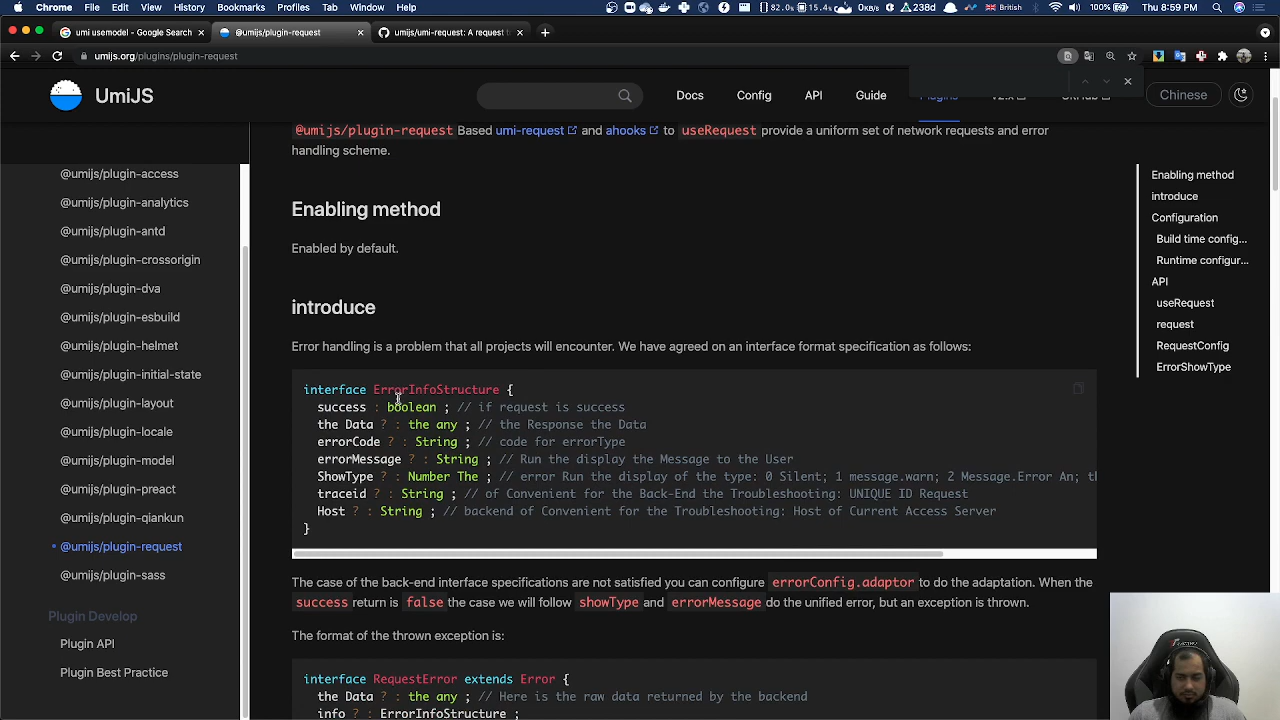 Chrome File Edit View History Bookmarks Profiles Tab Window Help 238d British 100% Thu 8:59 PM
umi usemodel - Google Search
@umijs/plugin-request
umijs/umi-request: A request t
umijs.org/plugins/plugin-request
UmiJS
Docs Config API Guide Plugins V2.x GitHub Chinese
@umijs/plugin-access
@umijs/plugin-analytics
@umijs/plugin-antd
@umijs/plugin-crossorigin
@umijs/plugin-dva
@umijs/plugin-esbuild
@umijs/plugin-helmet
@umijs/plugin-initial-state
@umijs/plugin-layout
@umijs/plugin-locale
@umijs/plugin-model
@umijs/plugin-preact
@umijs/plugin-qiankun
@umijs/plugin-request
@umijs/plugin-sass
Plugin Develop
Plugin API
Plugin Best Practice
@umijs/plugin-request Based umi-request and ahooks to useRequest provide a uniform set of network requests and error
handling scheme.
Enabling method
Enabled by default.
introduce
Error handling is a problem that all projects will encounter. We have agreed on an interface format specification as follows:
interface ErrorInfoStructure {
success : boolean ; // if request is success
the Data ? : the any ; // the Response the Data
errorCode ? : String ; // code for errorType
errorMessage ? : String ; // Run the display the Message to the User
ShowType ? : Number The ; // error Run the display of the type: 0 Silent; 1 message.warn; 2 Message.Error An; th
traceid ? : String ; // of Convenient for the Back-End the Troubleshooting: UNIQUE ID Request
Host ? : String ; // backend of Convenient for the Troubleshooting: Host of Current Access Server
}
The case of the back-end interface specifications are not satisfied you can configure errorConfig.adaptor to do the adaptation. When the
success return is false the case we will follow showType and errorMessage do the unified error, but an exception is thrown.
The format of the thrown exception is:
interface RequestError extends Error {
the Data ? : the any ; // Here is the raw data returned by the backend
info ? : ErrorInfoStructure ;
Enabling method
introduce
Configuration
Build time config...
Runtime configur...
API
useRequest
request
RequestConfig
ErrorShowType